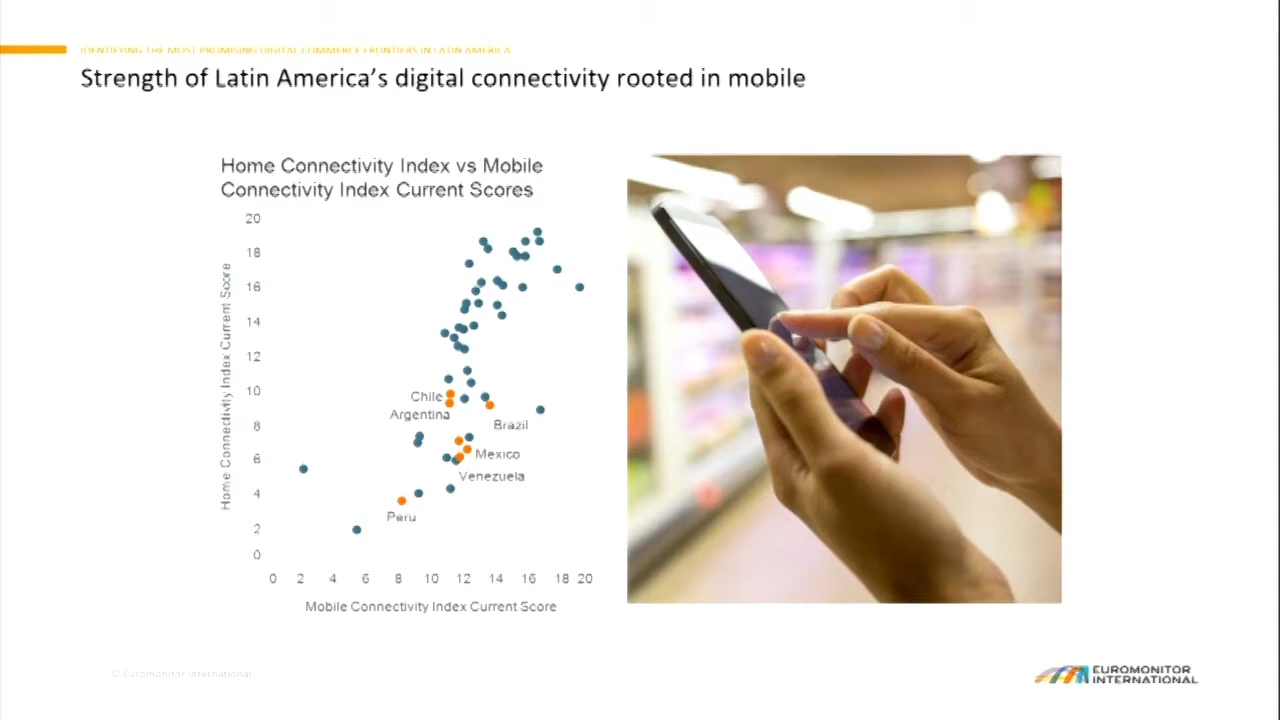 IDENTIFYING THE MOST PROMISING DIGITAL COMMERCE FRONTIERS IN LATIN AMERICA
Strength of Latin America’s digital connectivity rooted in mobile
Home Connectivity Index vs Mobile
Connectivity Index Current Scores
Home Connectivity Index Current Score
20
18
16
14
12
10
8
6
4
2
0
Chile
Argentina
Brazil
Mexico
Venezuela
Peru
0 2 4 6 8 10 12 14 16 18 20
Mobile Connectivity Index Current Score
© Euromonitor International
EUROMONITOR
INTERNATIONAL